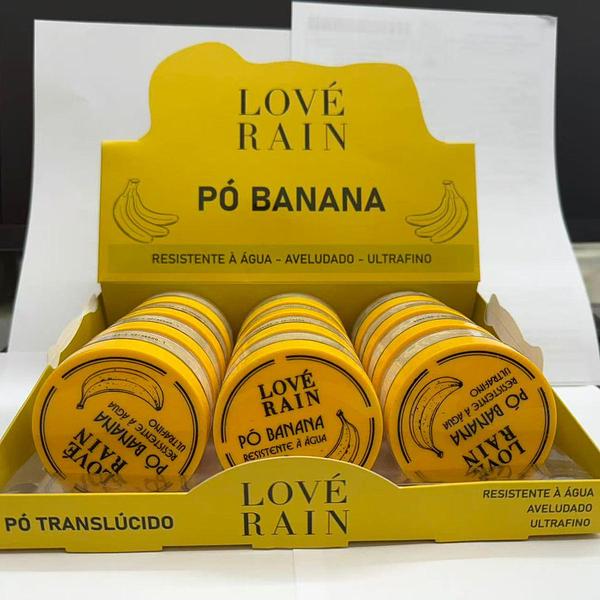 LOVÉ
RAIN
PÓ BANANA
RESISTENTE À ÁGUA - AVELUDADO - ULTRAFINO
PÓ BANANA
RESISTENTE À ÁGUA
ULTRAFINO
LOVÉ
RAIN
LOVÉ
RAIN
PÓ BANANA
RESISTENTE À ÁGUA
LOVÉ
RAIN
PÓ BANANA
RESISTENTE À ÁGUA
ULTRAFINO
PÓ TRANSLÚCIDO
LOVÉ
RAIN
RESISTENTE À ÁGUA
AVELUDADO
ULTRAFINO